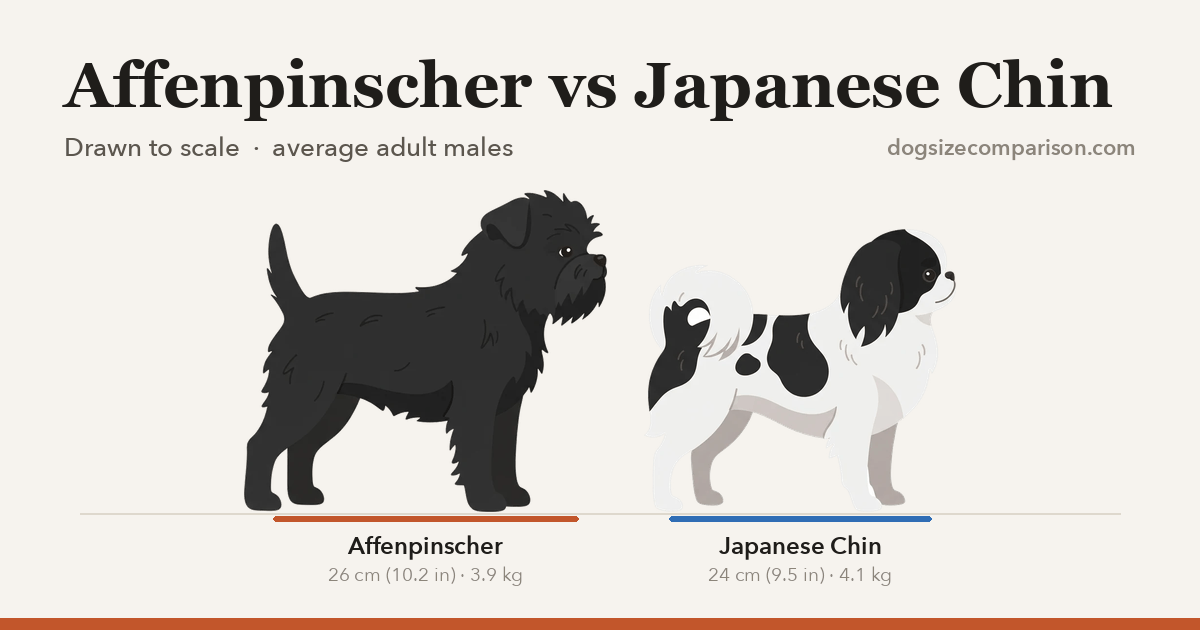 Affenpinscher vs Japanese Chin
Drawn to scale · average adult males
dogsizecomparison.com
Affenpinscher
26 cm (10.2 in) · 3.9 kg
Japanese Chin
24 cm (9.5 in) · 4.1 kg